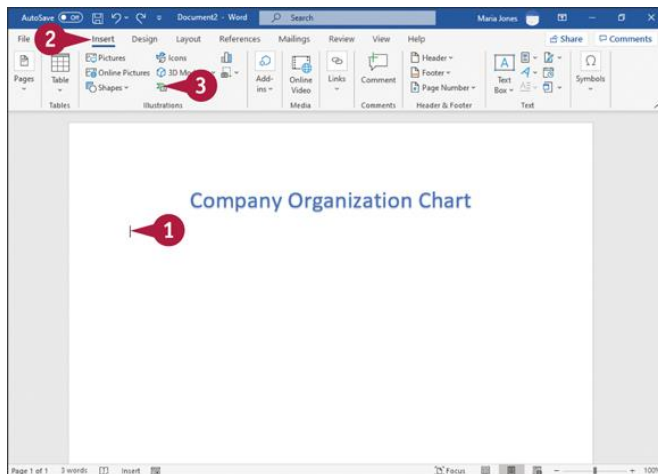 AutoSave Off Document2 - Word Search Maria Jones
File Insert Design Layout References Mailings Review View Help Share Comments
2
Pages
Table
Pictures
Online Pictures
Shapes
Icons
3D
3
Add-
ins
Online
Video
Links
Comment
Header
Footer
Page Number
Text
Box
Symbols
Tables Illustrations Media Comments Header & Footer Text
Company Organization Chart
1
Page 1 of 1 3 words Insert Focus 100%